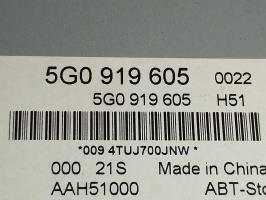 5G0 919 605 0022
5G0 919 605 H51
*009 4TUJ700JNW *
000 21S Made in China
AAH51000 ABT-Sto